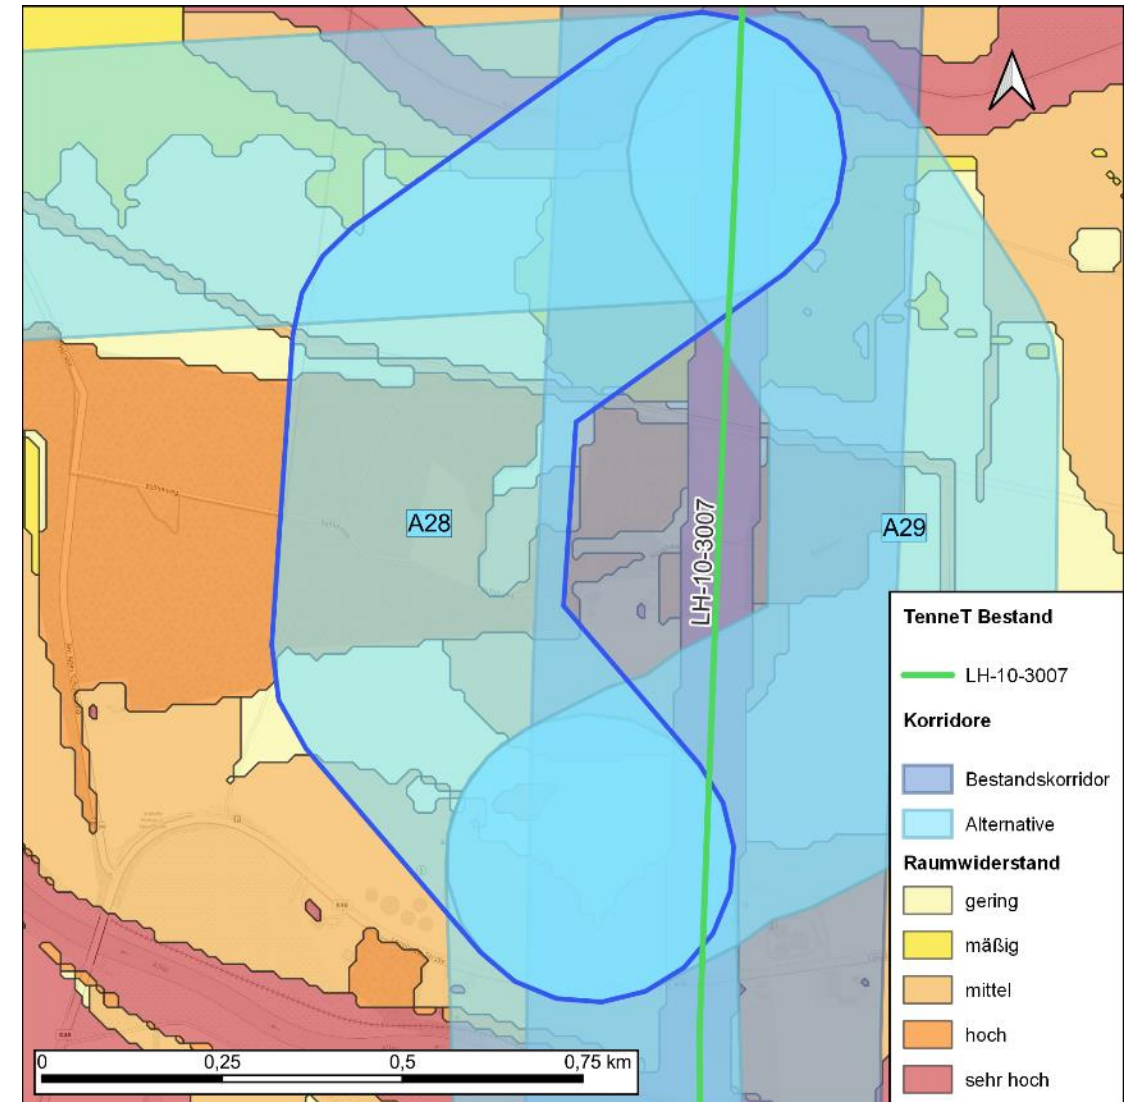 A28
A29
LH-10-3007
TenneT Bestand
LH-10-3007
Korridore
Bestandskorridor
Alternative
Raumwiderstand
gering
mäßig
mittel
hoch
sehr hoch
0 0,25 0,5 0,75 km